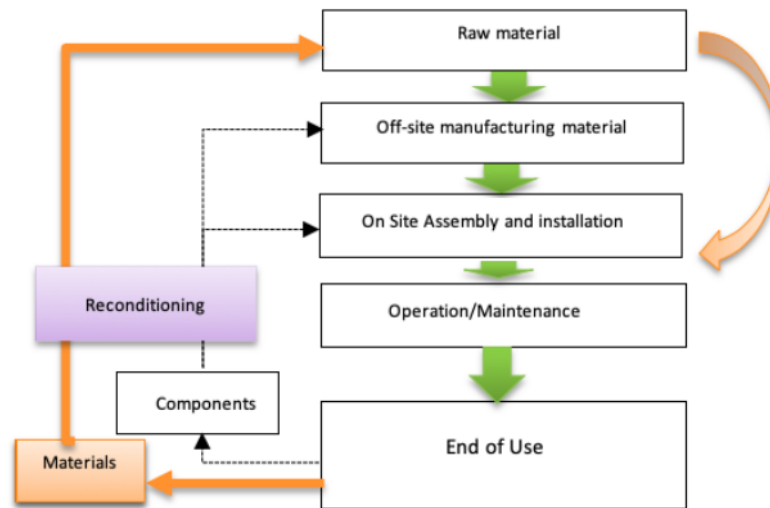 Raw material
Off-site manufacturing material
On Site Assembly and installation
Reconditioning
Operation/Maintenance
Components
End of Use
Materials